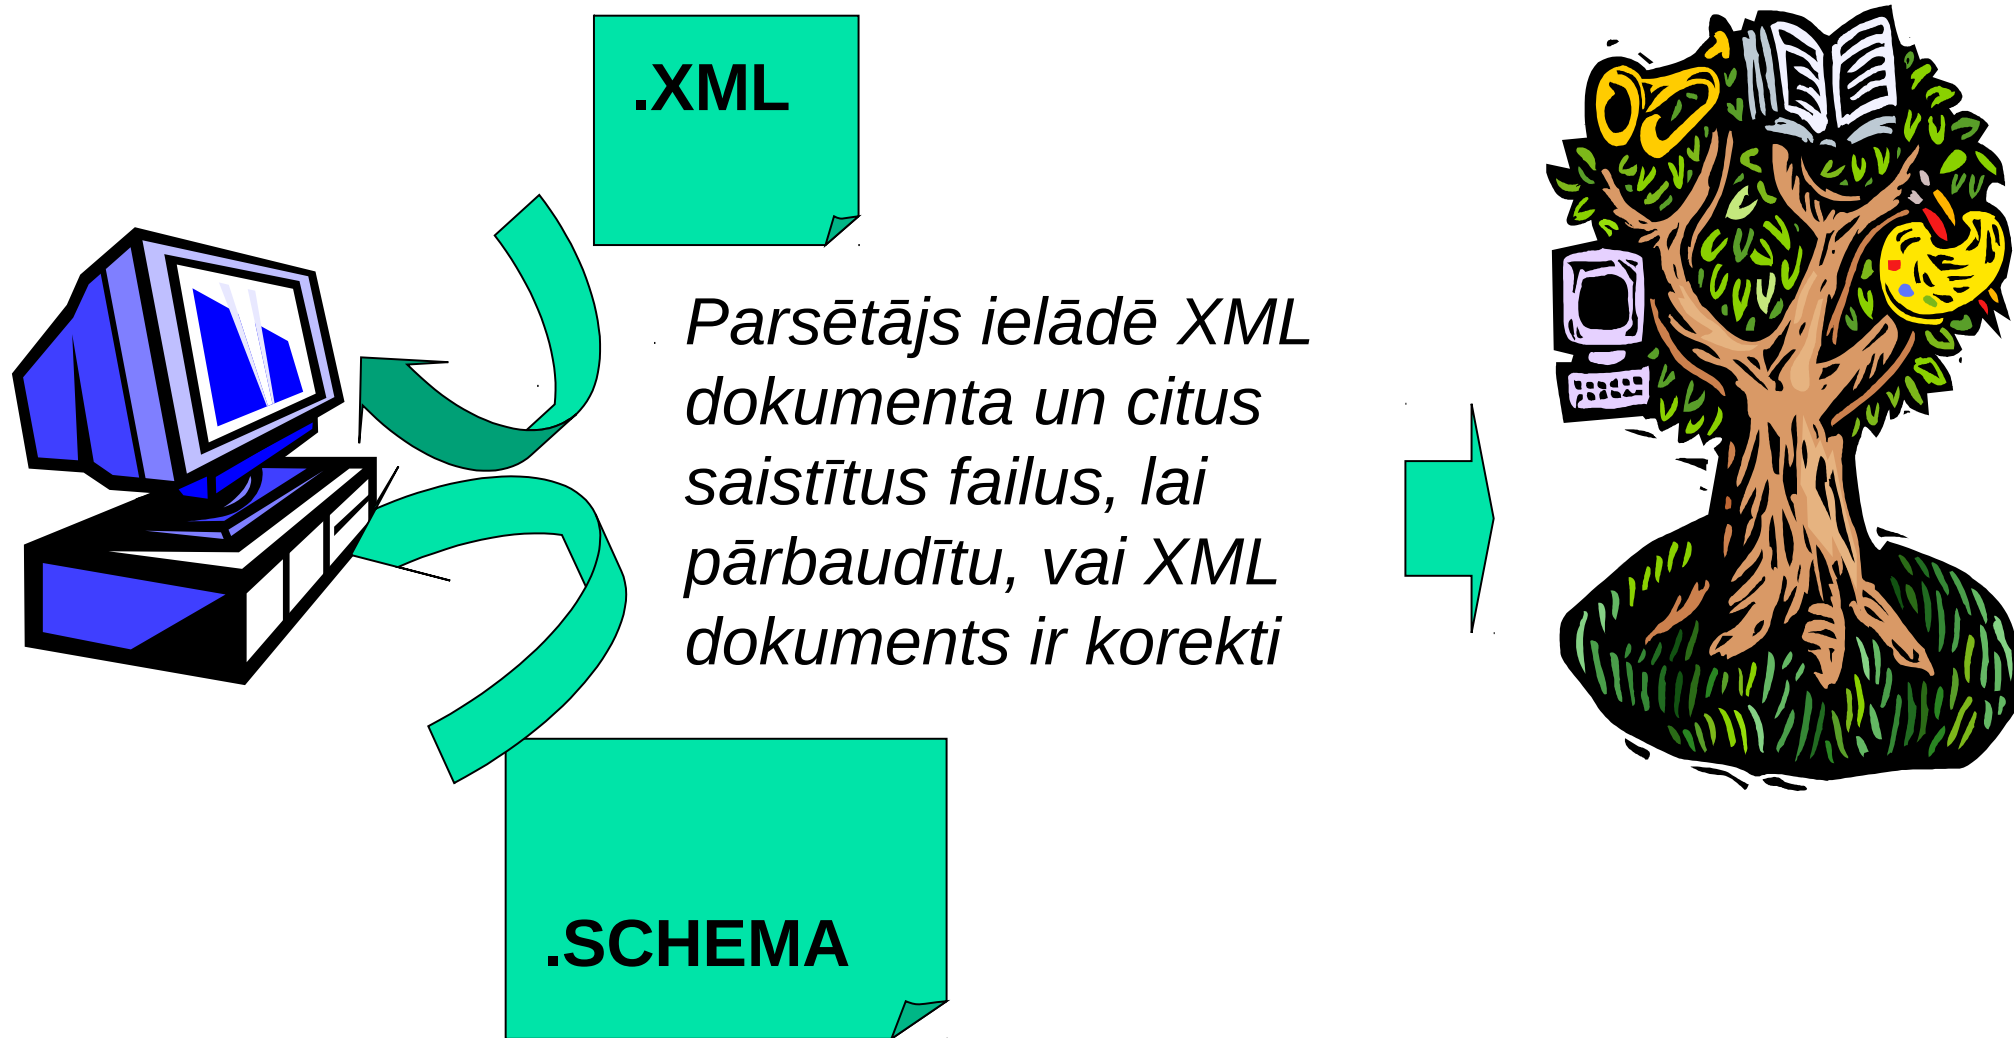 .XML
Parsētājs ielādē XML
dokumenta un citus
saistītus failus, lai
pārbaudītu, vai XML
dokuments ir korekti
.SCHEMA